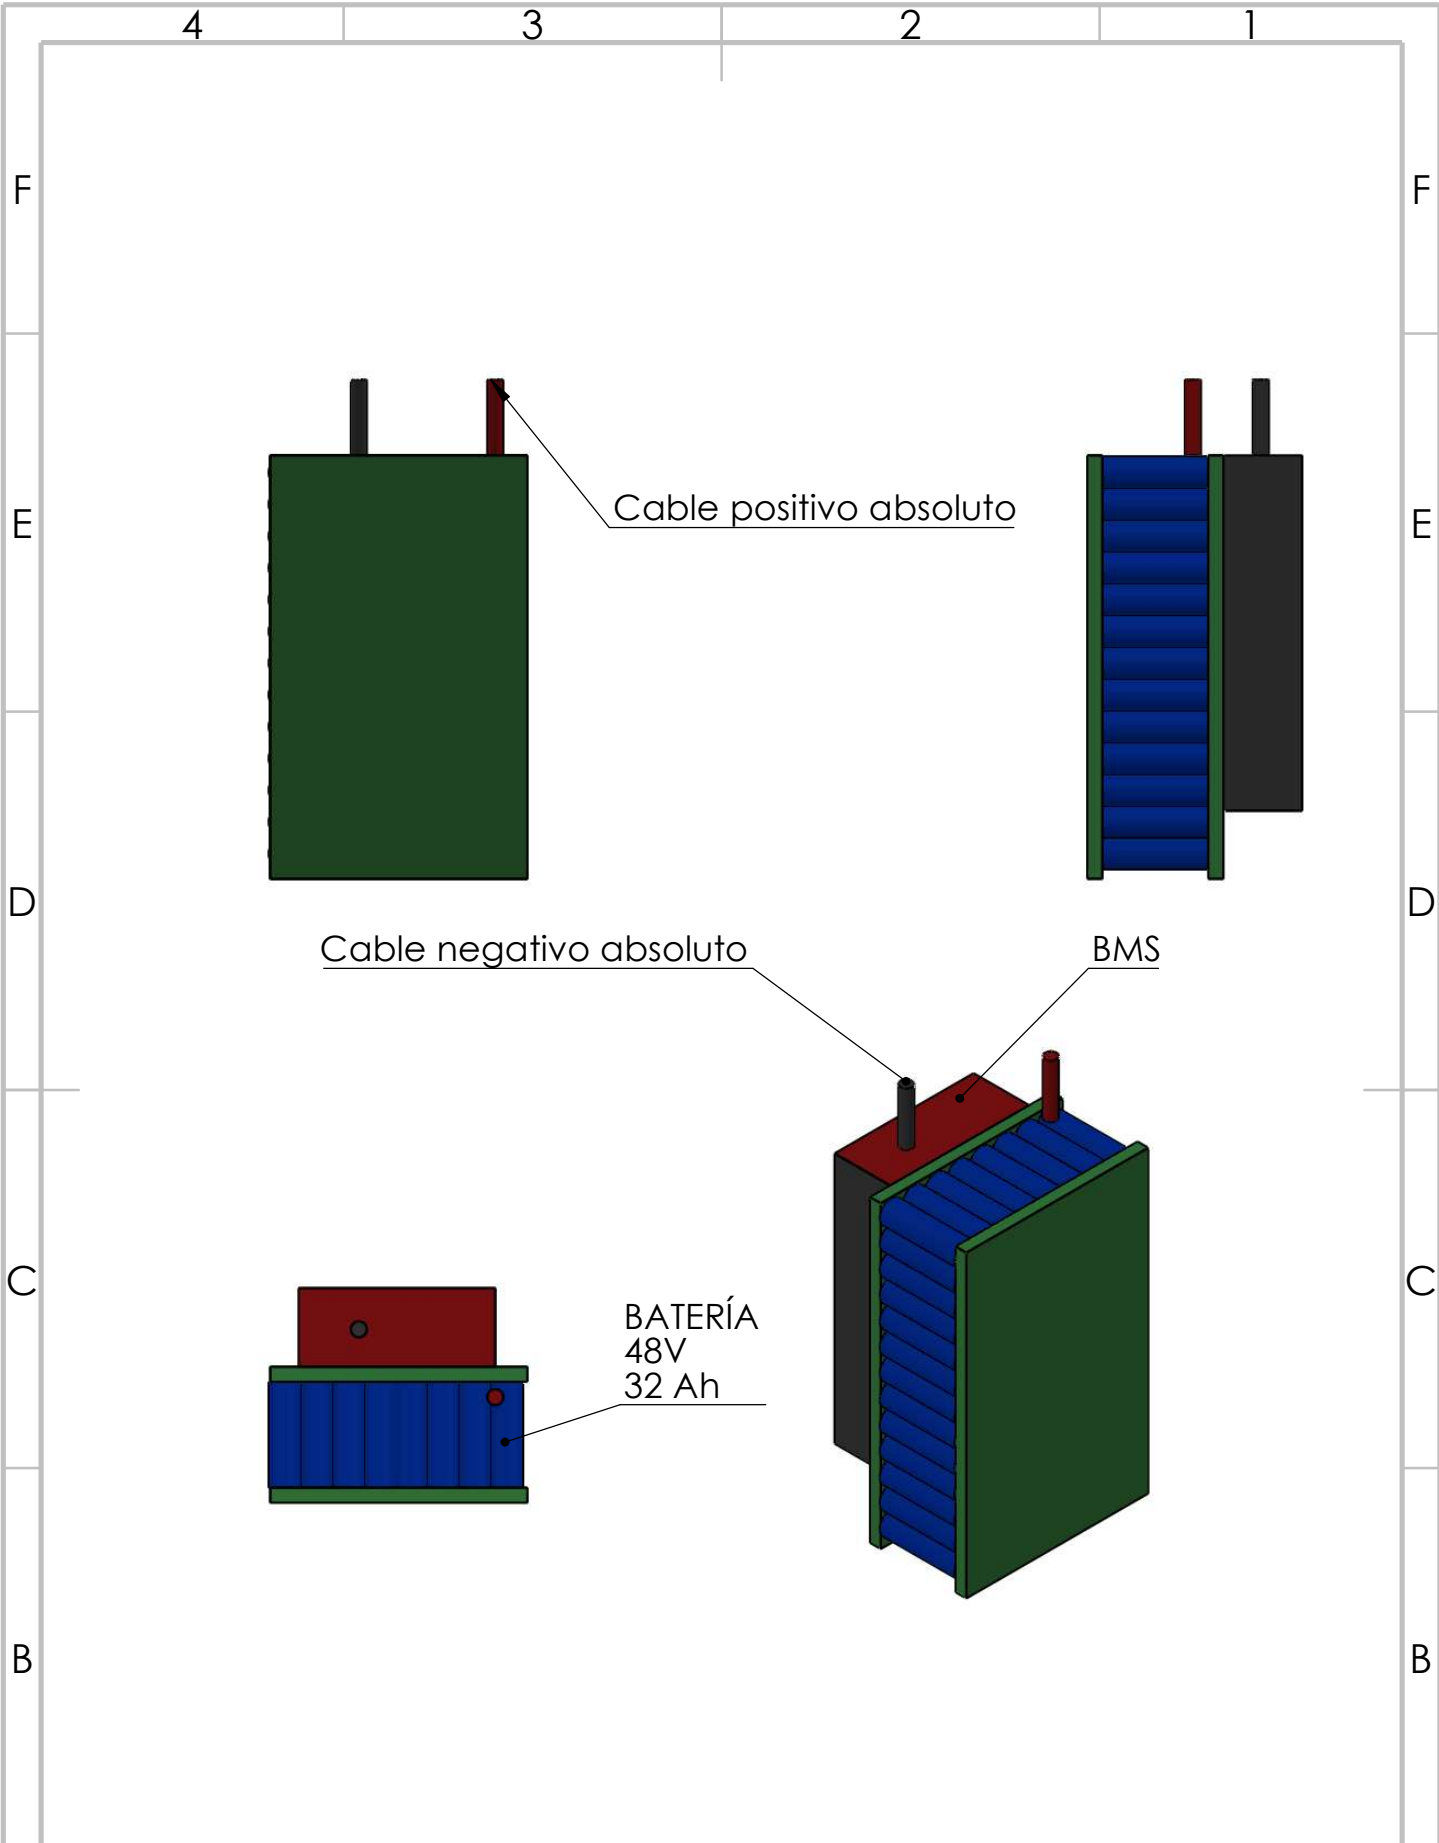 4 3 2 1
F F
Cable positivo absoluto
E E
D D
Cable negativo absoluto BMS
C C
BATERÍA
48V
32 Ah
B B